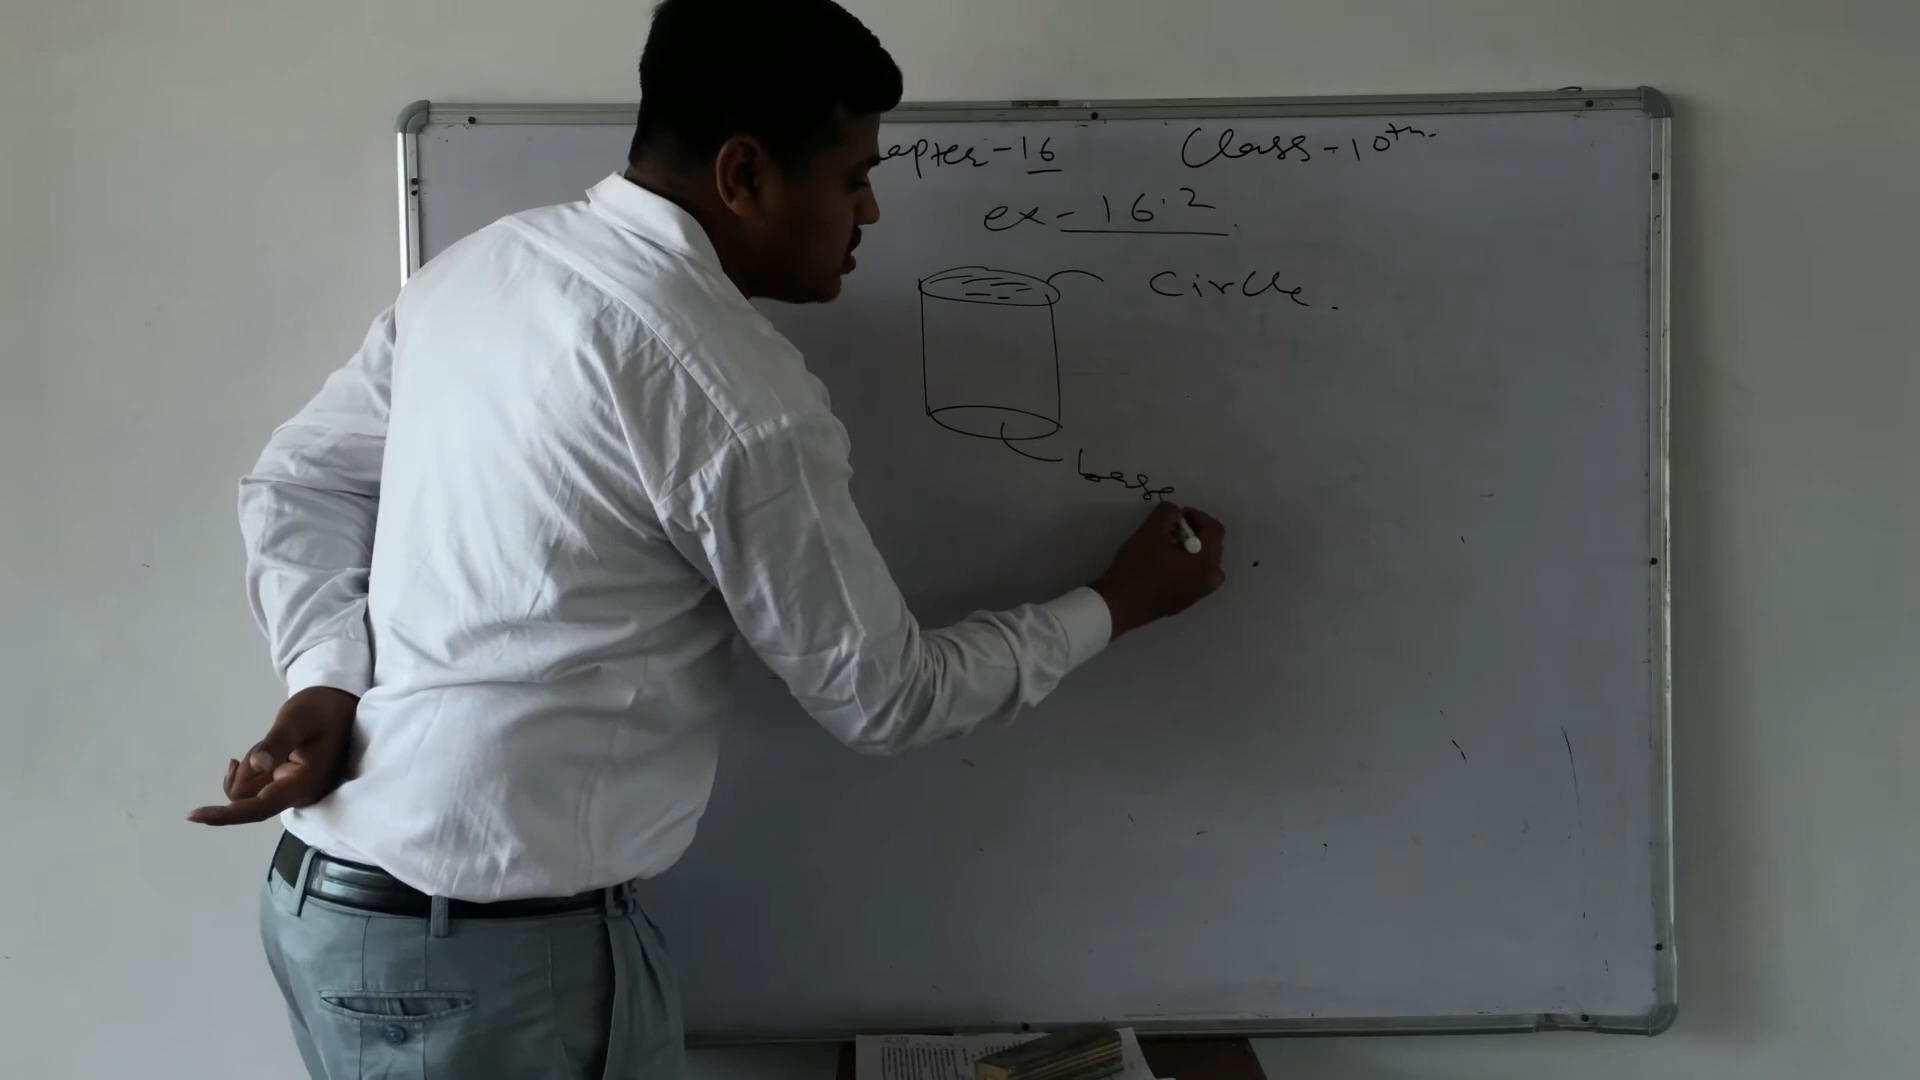 apter-16 Class-10th.
ex-16.2
Circle.
base